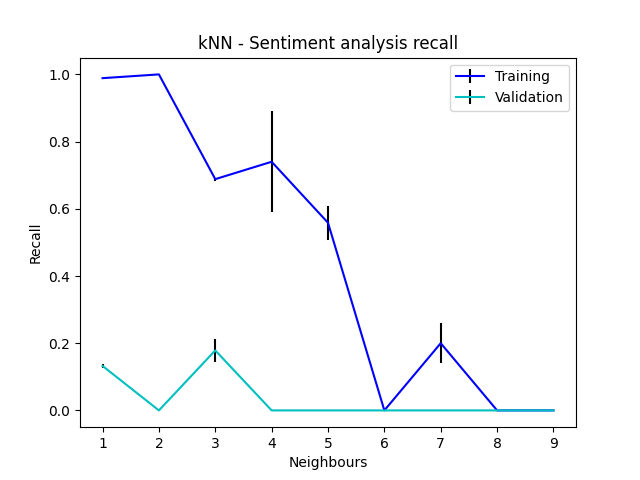 kNN - Sentiment analysis recall
Training
Validation
1.0
0.8
0.6
0.4
0.2
0.0
Recall
1 2 3 4 5 6 7 8 9
Neighbours